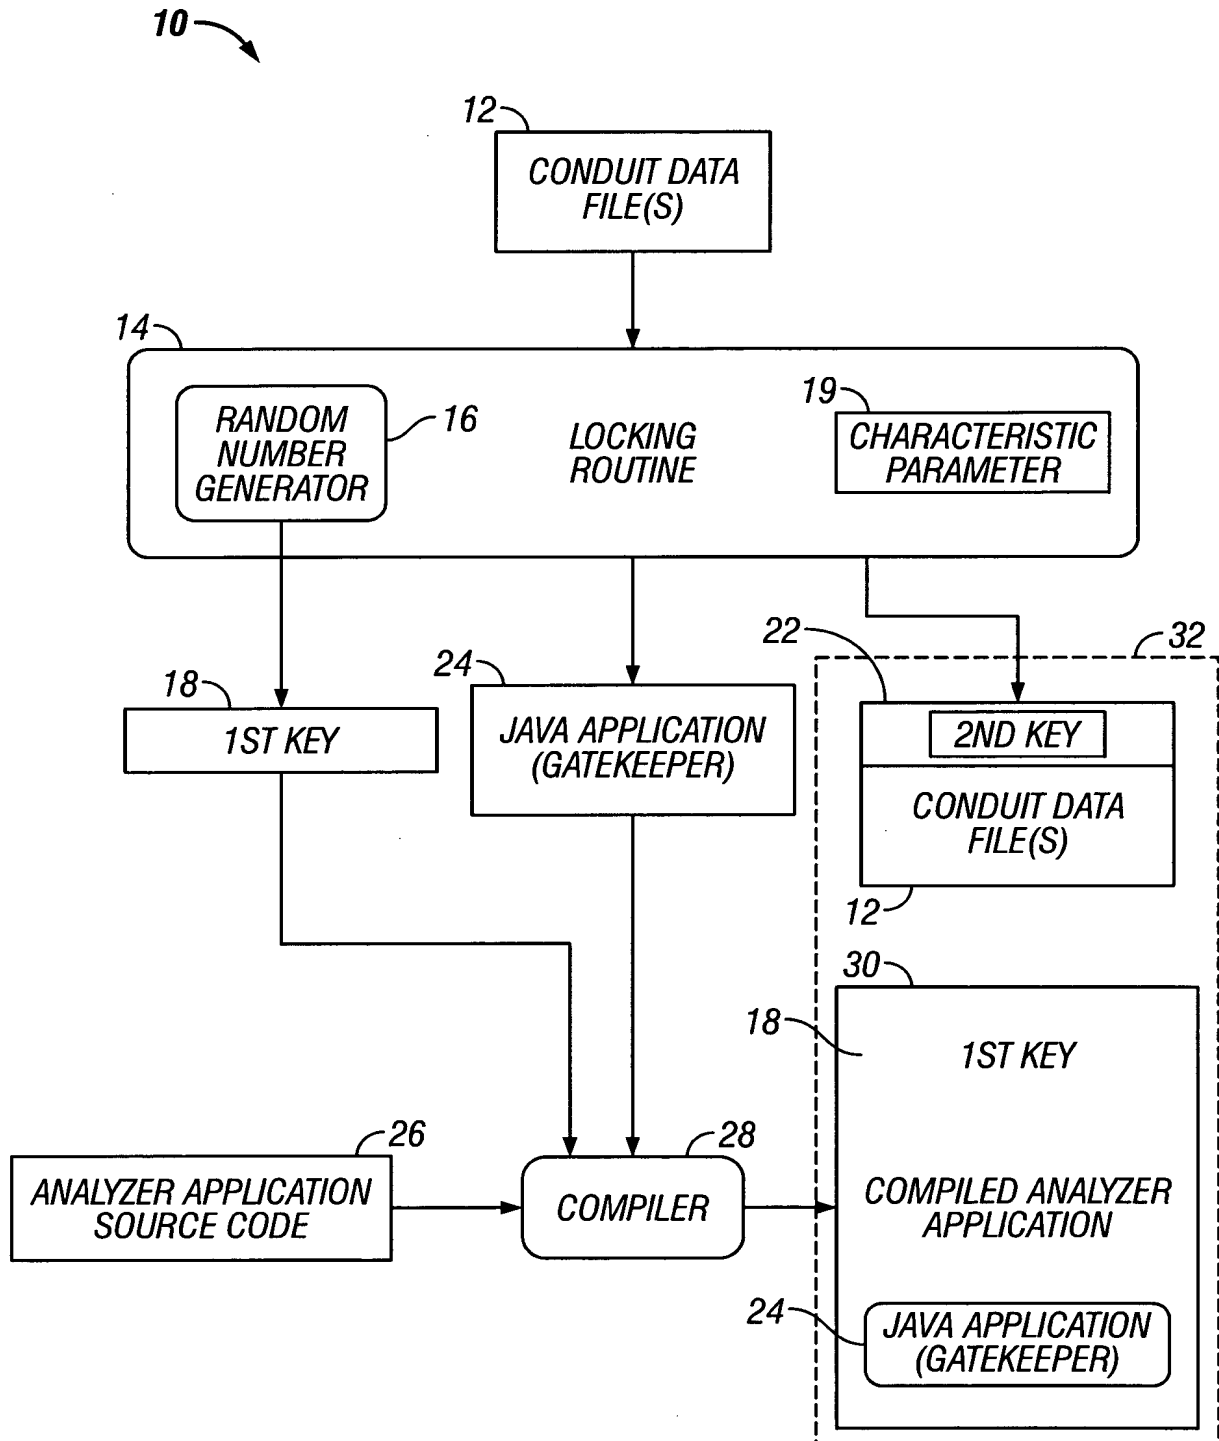 10
12
CONDUIT DATA
FILE(S)
14
RANDOM
NUMBER
GENERATOR
16
LOCKING
ROUTINE
19
CHARACTERISTIC
PARAMETER
22
32
24
18
1ST KEY
JAVA APPLICATION
(GATEKEEPER)
2ND KEY
CONDUIT DATA
FILE(S)
12
30
18
1ST KEY
26
28
ANALYZER APPLICATION
SOURCE CODE
COMPILER
COMPILED ANALYZER
APPLICATION
24
JAVA APPLICATION
(GATEKEEPER)